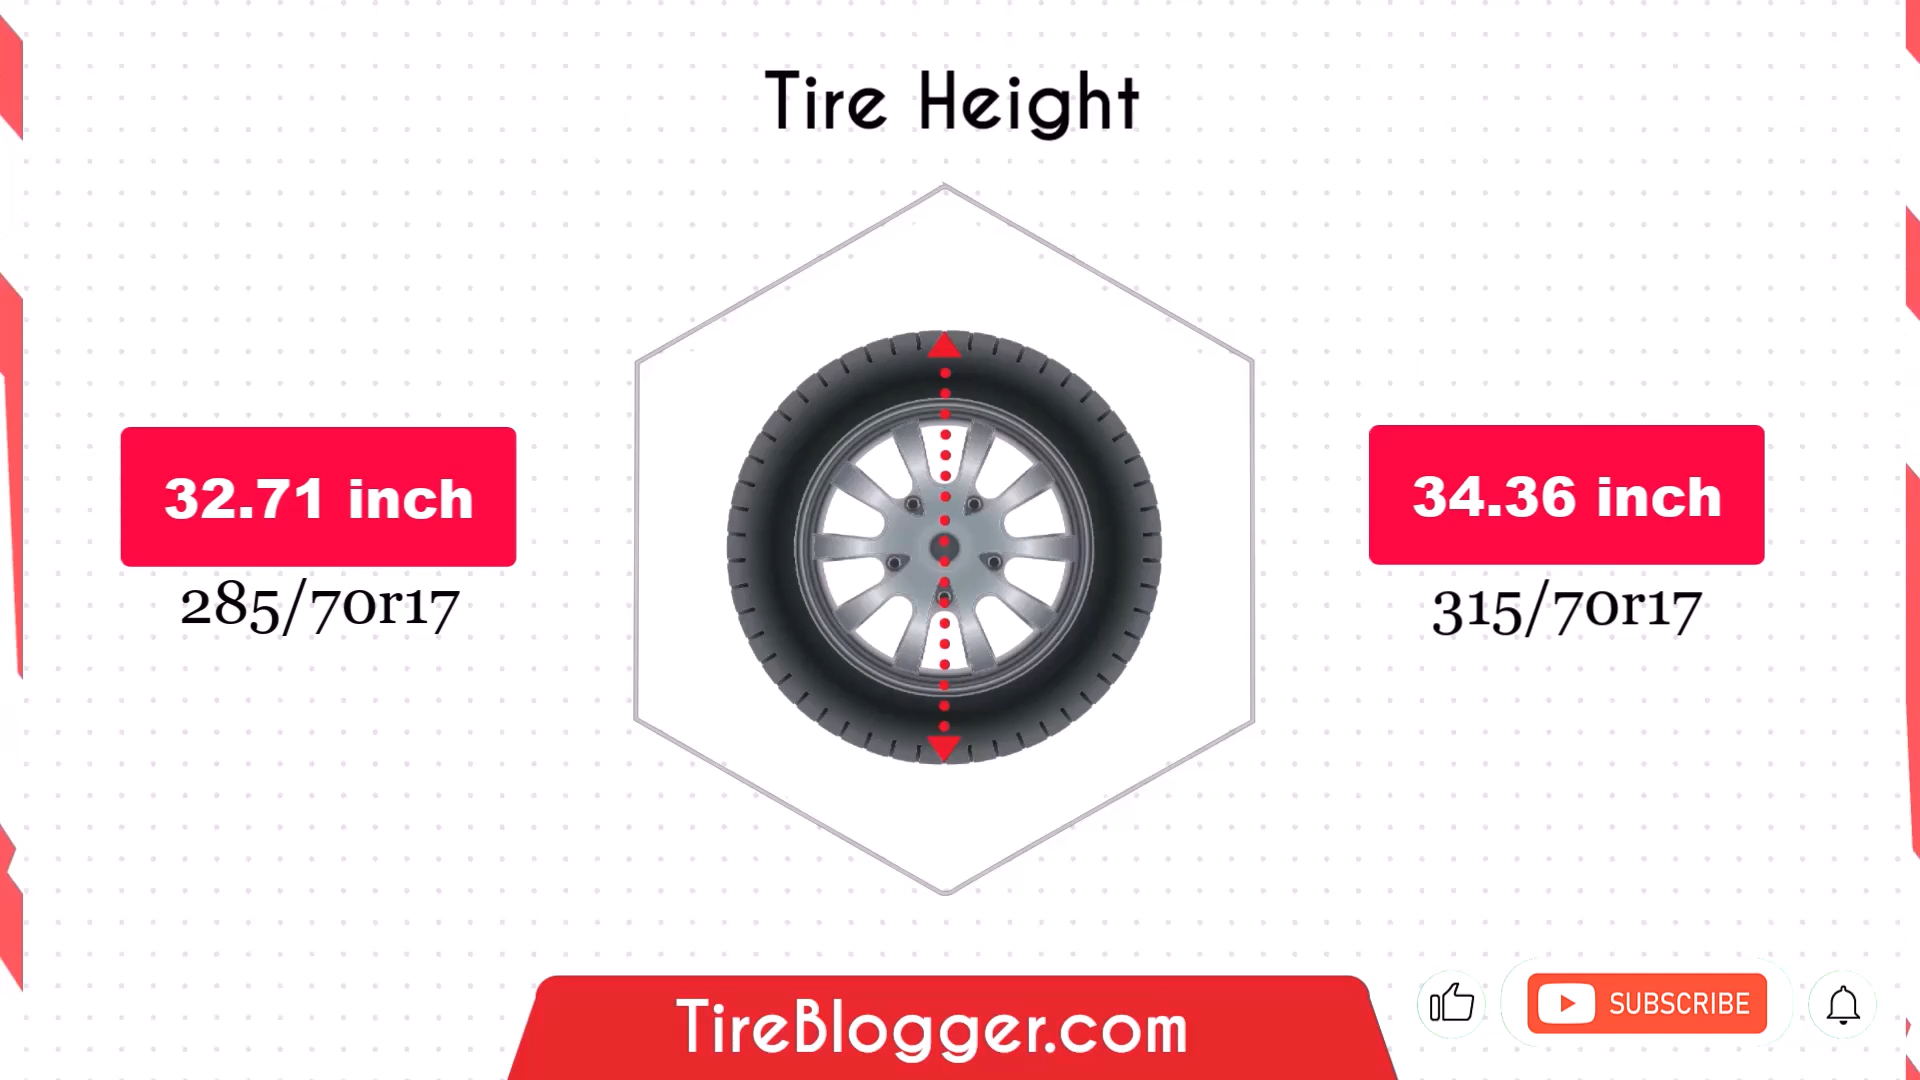 Tire Height
32.71 inch
285/70r17
34.36 inch
315/70r17
TireBlogger.com
SUBSCRIBE